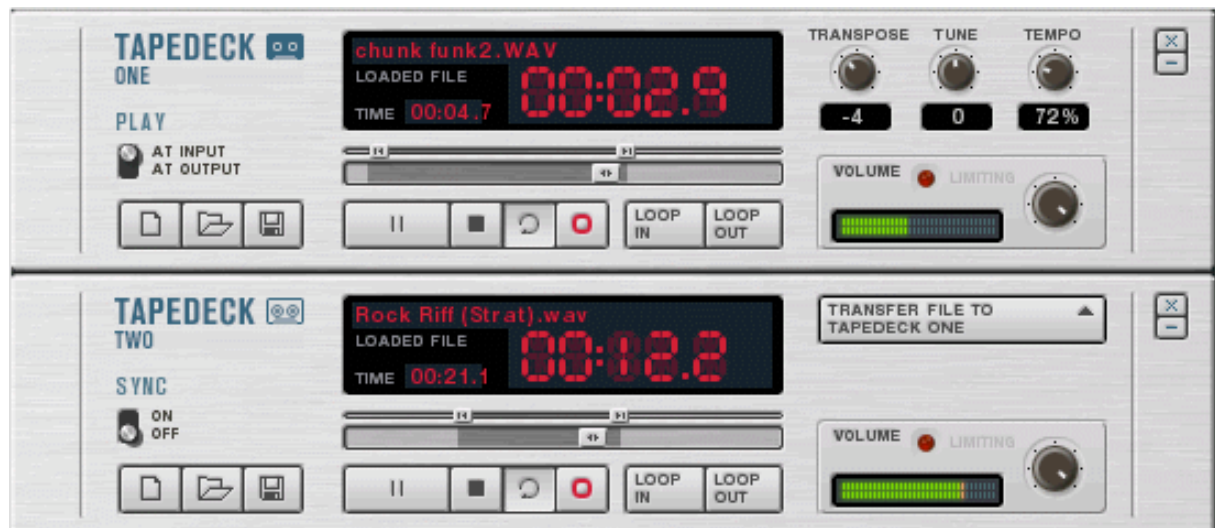 TAPEDECK
ONE
PLAY
AT INPUT
AT OUTPUT
chunk funk2.WAV
LOADED FILE
TIME 00:04.7
00:02.9
LOOP IN
LOOP OUT
TRANSPOSE TUNE TEMPO
-4 0 72%
VOLUME LIMITING
X
TAPEDECK
TWO
SYNC
ON
OFF
Rock Riff (Strat).wav
LOADED FILE
TIME 00:21.1
00:12.2
LOOP IN
LOOP OUT
TRANSFER FILE TO
TAPEDECK ONE
VOLUME LIMITING
X